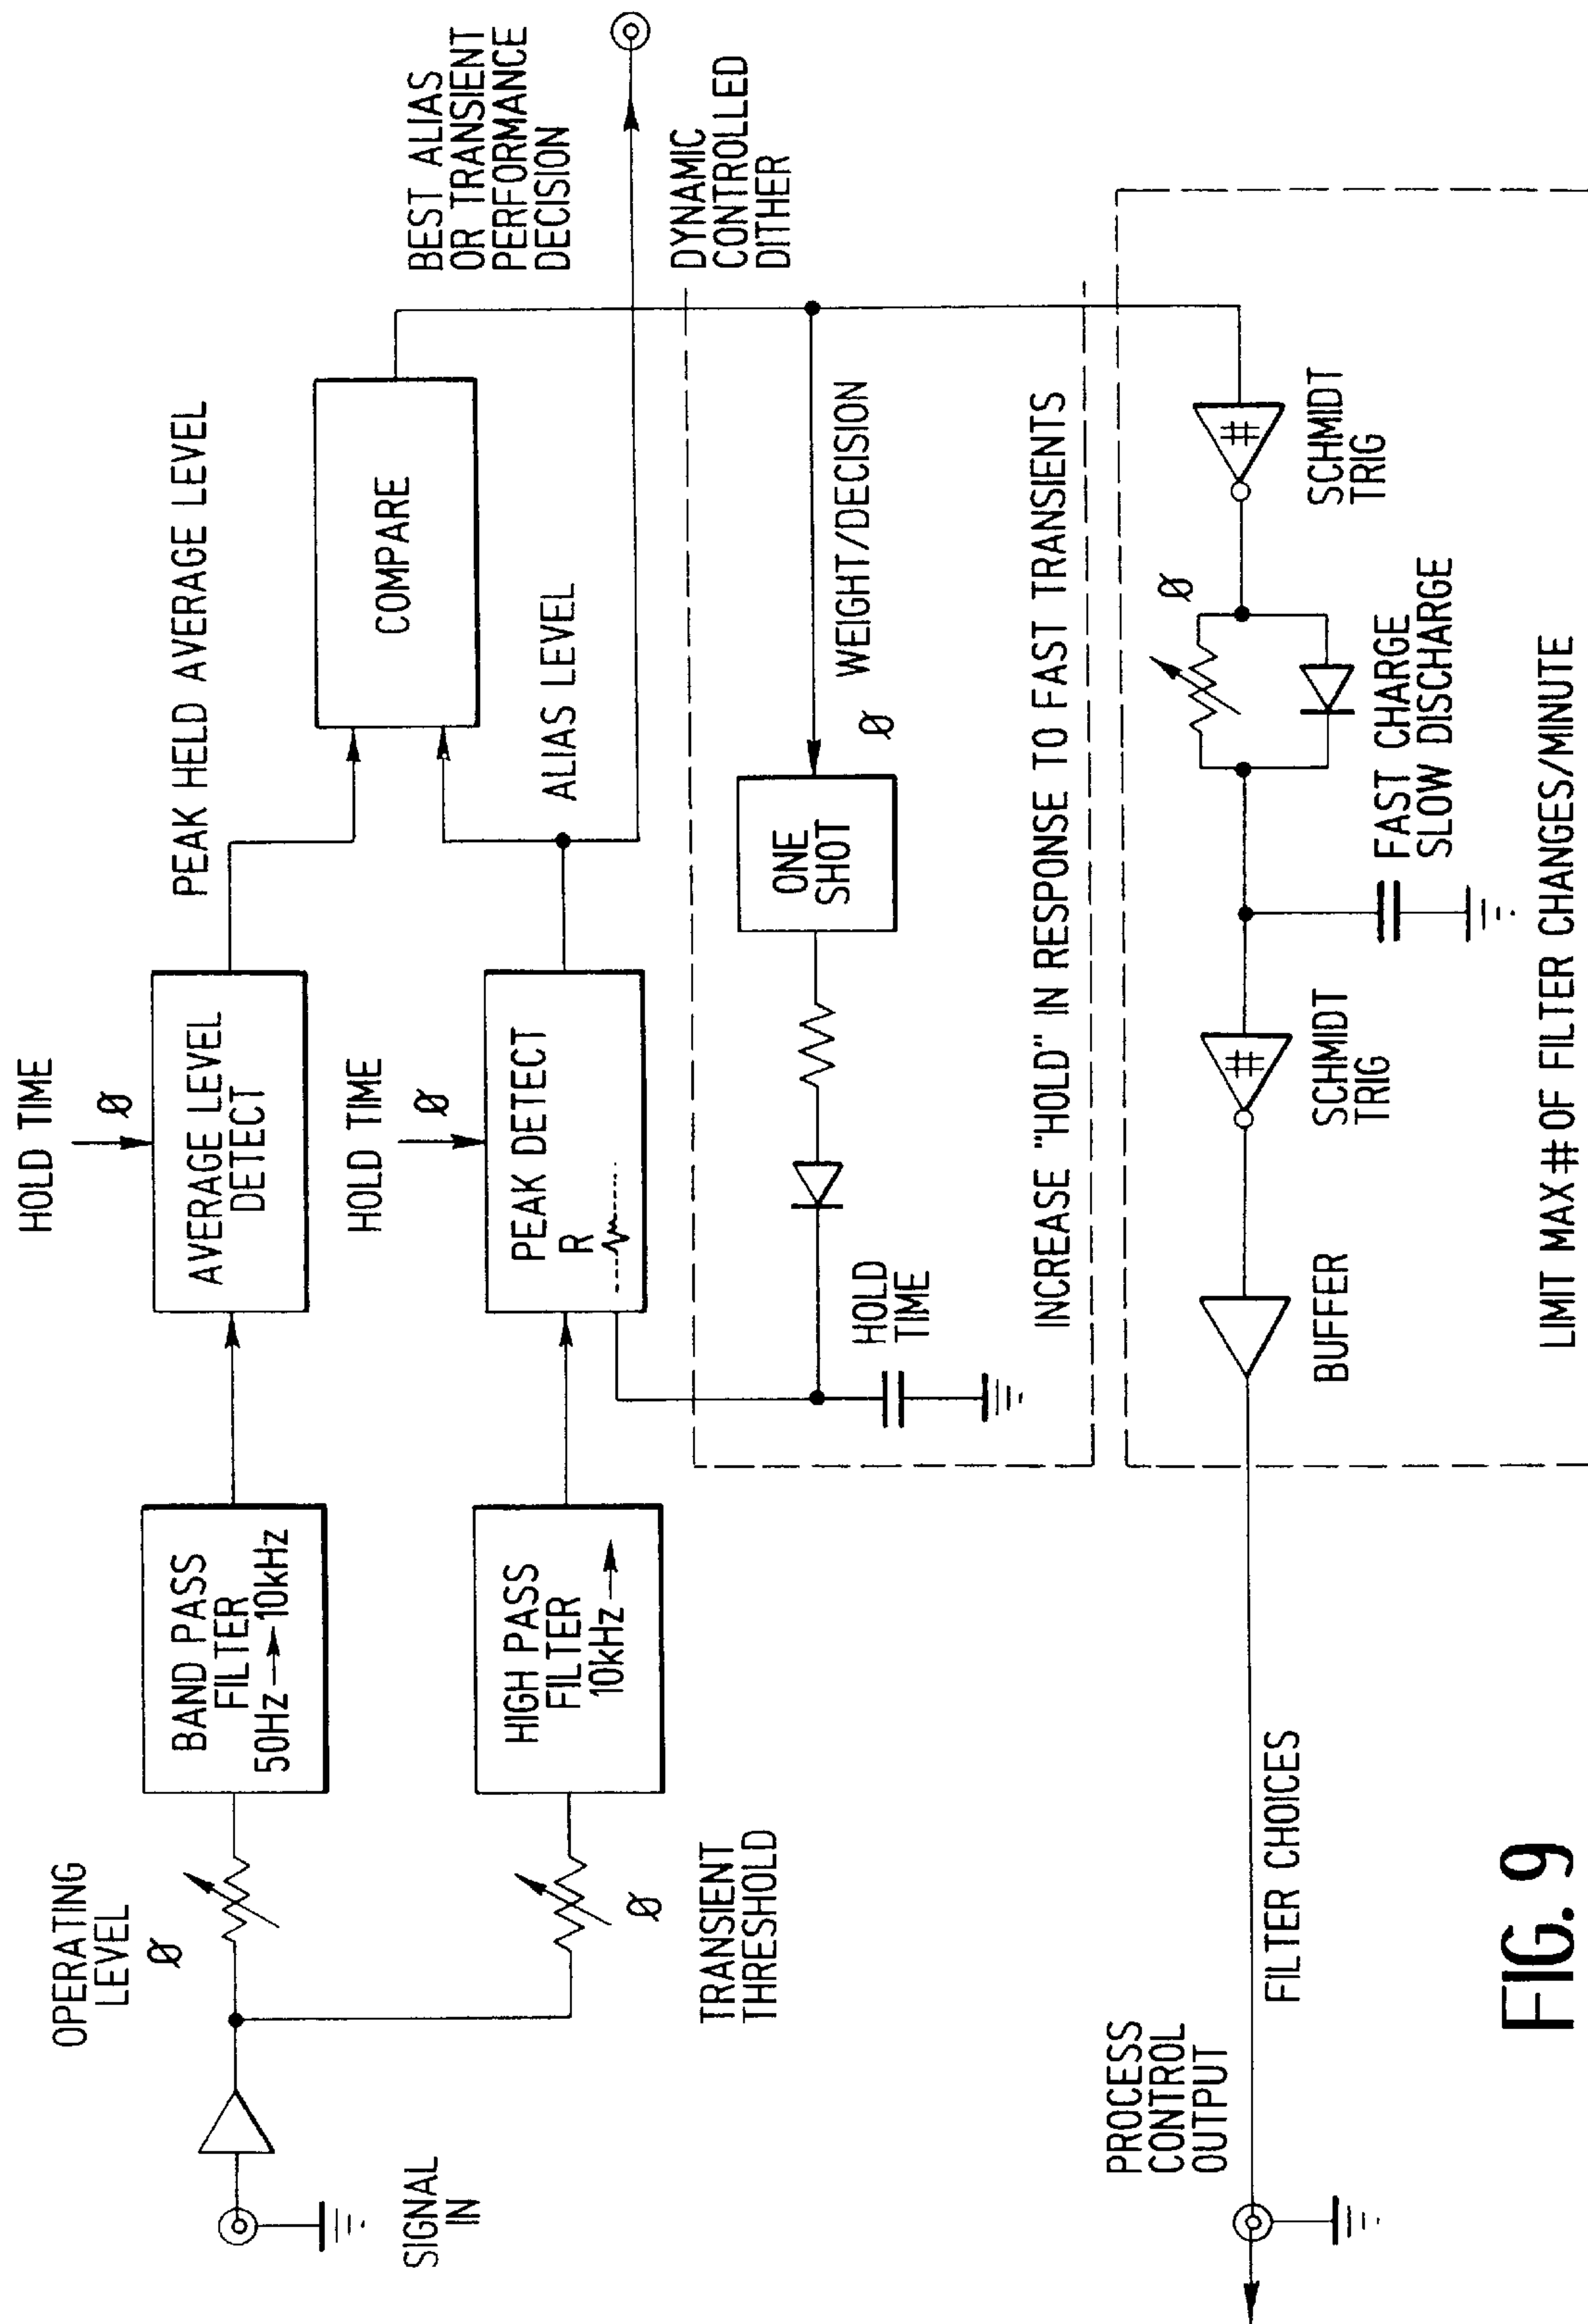 HOLD TIME
Ø
OPERATING
LEVEL
Ø
BAND PASS
FILTER
50Hz → 10kHz
AVERAGE LEVEL
DETECT
PEAK HELD AVERAGE LEVEL
COMPARE
BEST ALIAS
OR TRANSIENT
PERFORMANCE
DECISION
SIGNAL
IN
HOLD TIME
Ø
HIGH PASS
FILTER
10kHz →
PEAK DETECT
R
ALIAS LEVEL
Ø
TRANSIENT
THRESHOLD
DYNAMIC
CONTROLLED
DITHER
ONE
SHOT
Ø
WEIGHT/DECISION
HOLD
TIME
INCREASE "HOLD" IN RESPONSE TO FAST TRANSIENTS
PROCESS
CONTROL
OUTPUT
FILTER CHOICES
BUFFER
SCHMIDT
TRIG
Ø
FAST CHARGE
SLOW DISCHARGE
SCHMIDT
TRIG
LIMIT MAX # OF FILTER CHANGES/MINUTE
FIG. 9